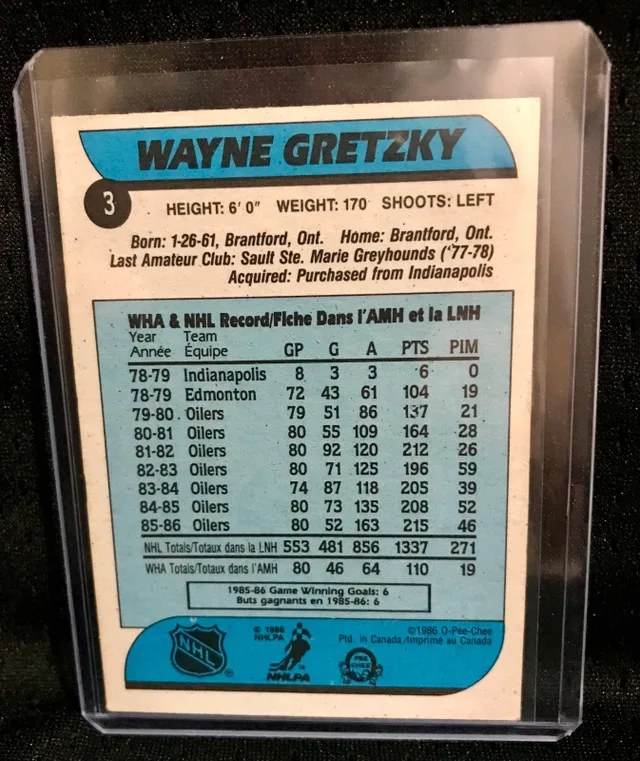 WAYNE GRETZKY
3
HEIGHT: 6' 0" WEIGHT: 170 SHOOTS: LEFT
Born: 1-26-61, Brantford, Ont. Home: Brantford, Ont.
Last Amateur Club: Sault Ste. Marie Greyhounds ('77-78)
Acquired: Purchased from Indianapolis
WHA & NHL Record/Fiche Dans l'AMH et la LNH
Year Team
Année Équipe GP G A PTS PIM
78-79 Indianapolis 8 3 3 6 0
78-79 Edmonton 72 43 61 104 19
79-80 Oilers 79 51 86 137 21
80-81 Oilers 80 55 109 164 28
81-82 Oilers 80 92 120 212 26
82-83 Oilers 80 71 125 196 59
83-84 Oilers 74 87 118 205 39
84-85 Oilers 80 73 135 208 52
85-86 Oilers 80 52 163 215 46
NHL Totals/Totaux dans la LNH 553 481 856 1337 271
WHA Totals/Totaux dans l'AMH 80 46 64 110 19
1985-86 Game Winning Goals: 6
Buts gagnants en 1985-86: 6
NHL ®
© 1986
NHLPA
NHLPA
©1986 O-Pee-Chee
Ptd. in Canada/Imprimé au Canada
O PEE CHEE